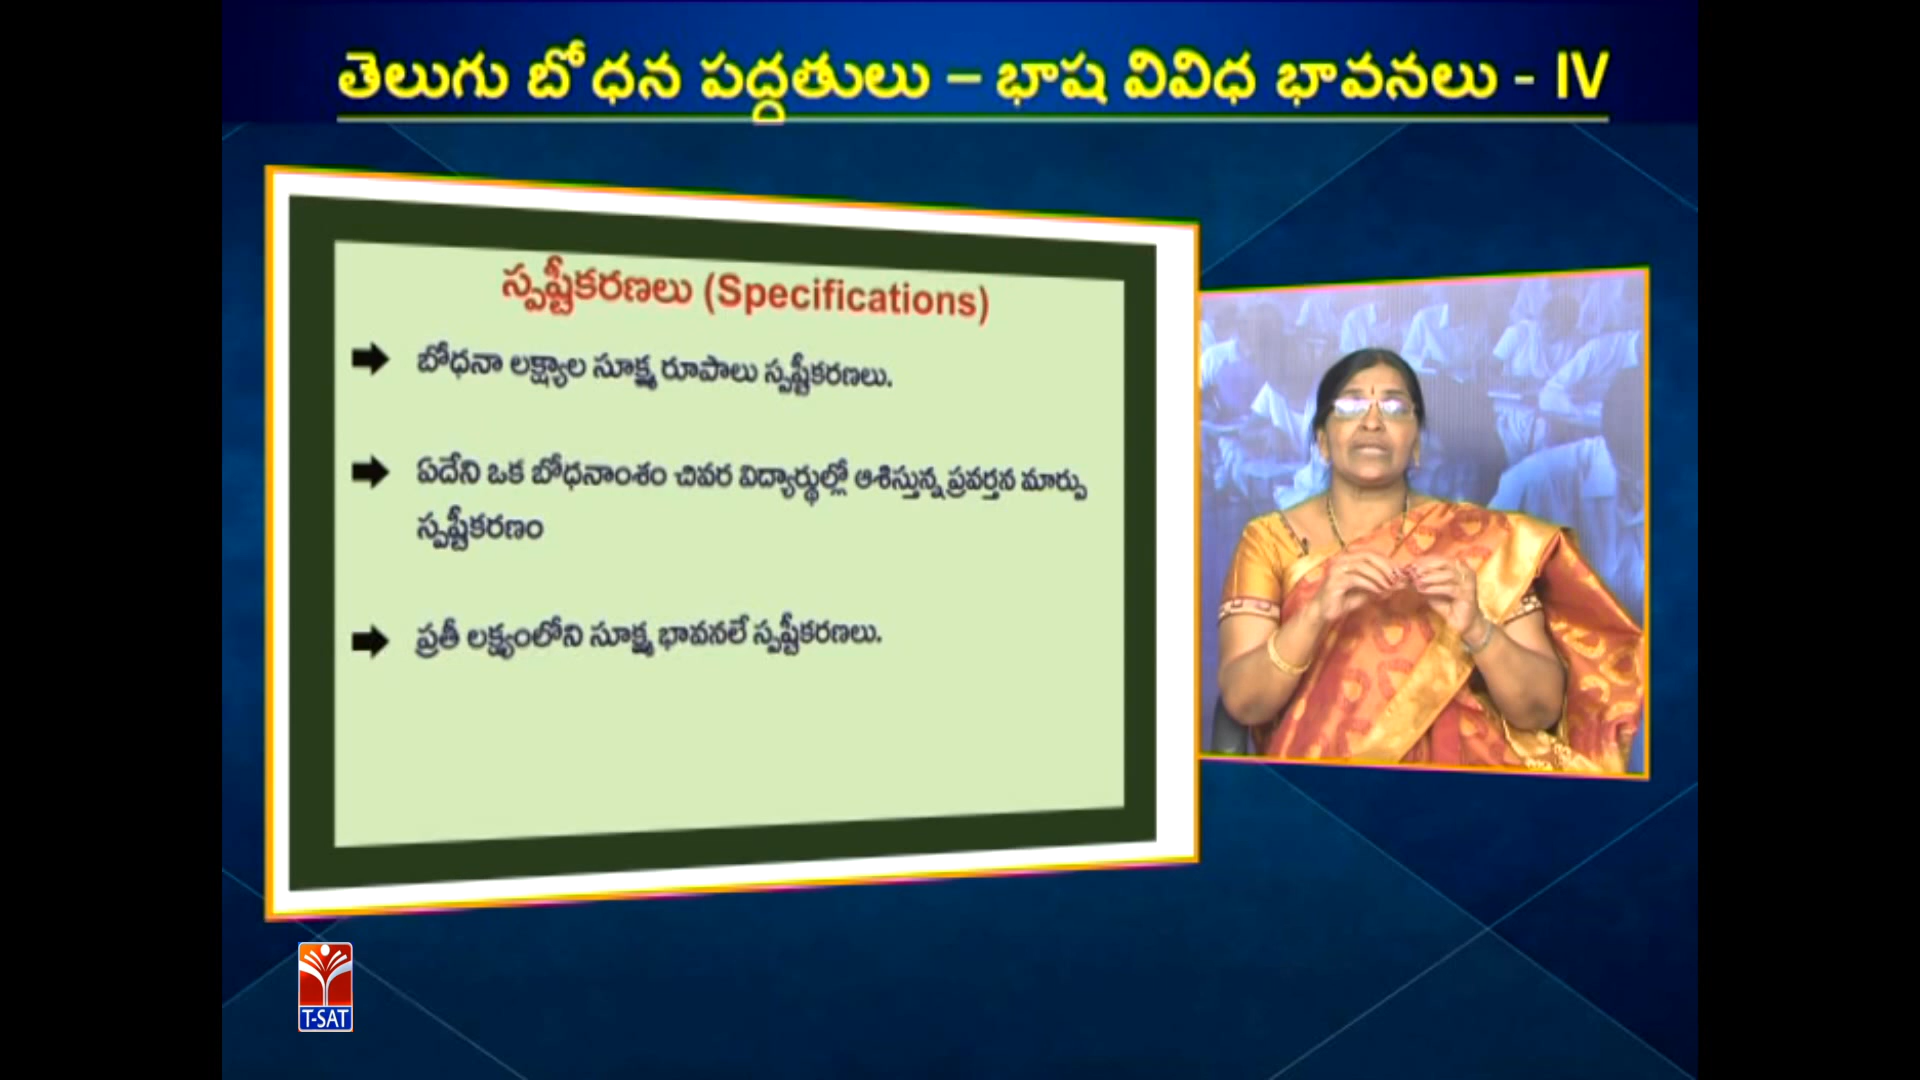 తెలుగు బోధన పద్ధతులు – భాష వివిధ భావనలు - IV
స్పష్టీకరణలు (Specifications)
బోధనా లక్ష్యాల సూక్ష్మ రూపాలు స్పష్టీకరణలు.
ఏదేని ఒక బోధనాంశం చివర విద్యార్థుల్లో ఆశిస్తున్న ప్రవర్తన మార్పు
స్పష్టీకరణం
ప్రతీ లక్ష్యంలోని సూక్ష్మ భావనలే స్పష్టీకరణలు.
T-SAT